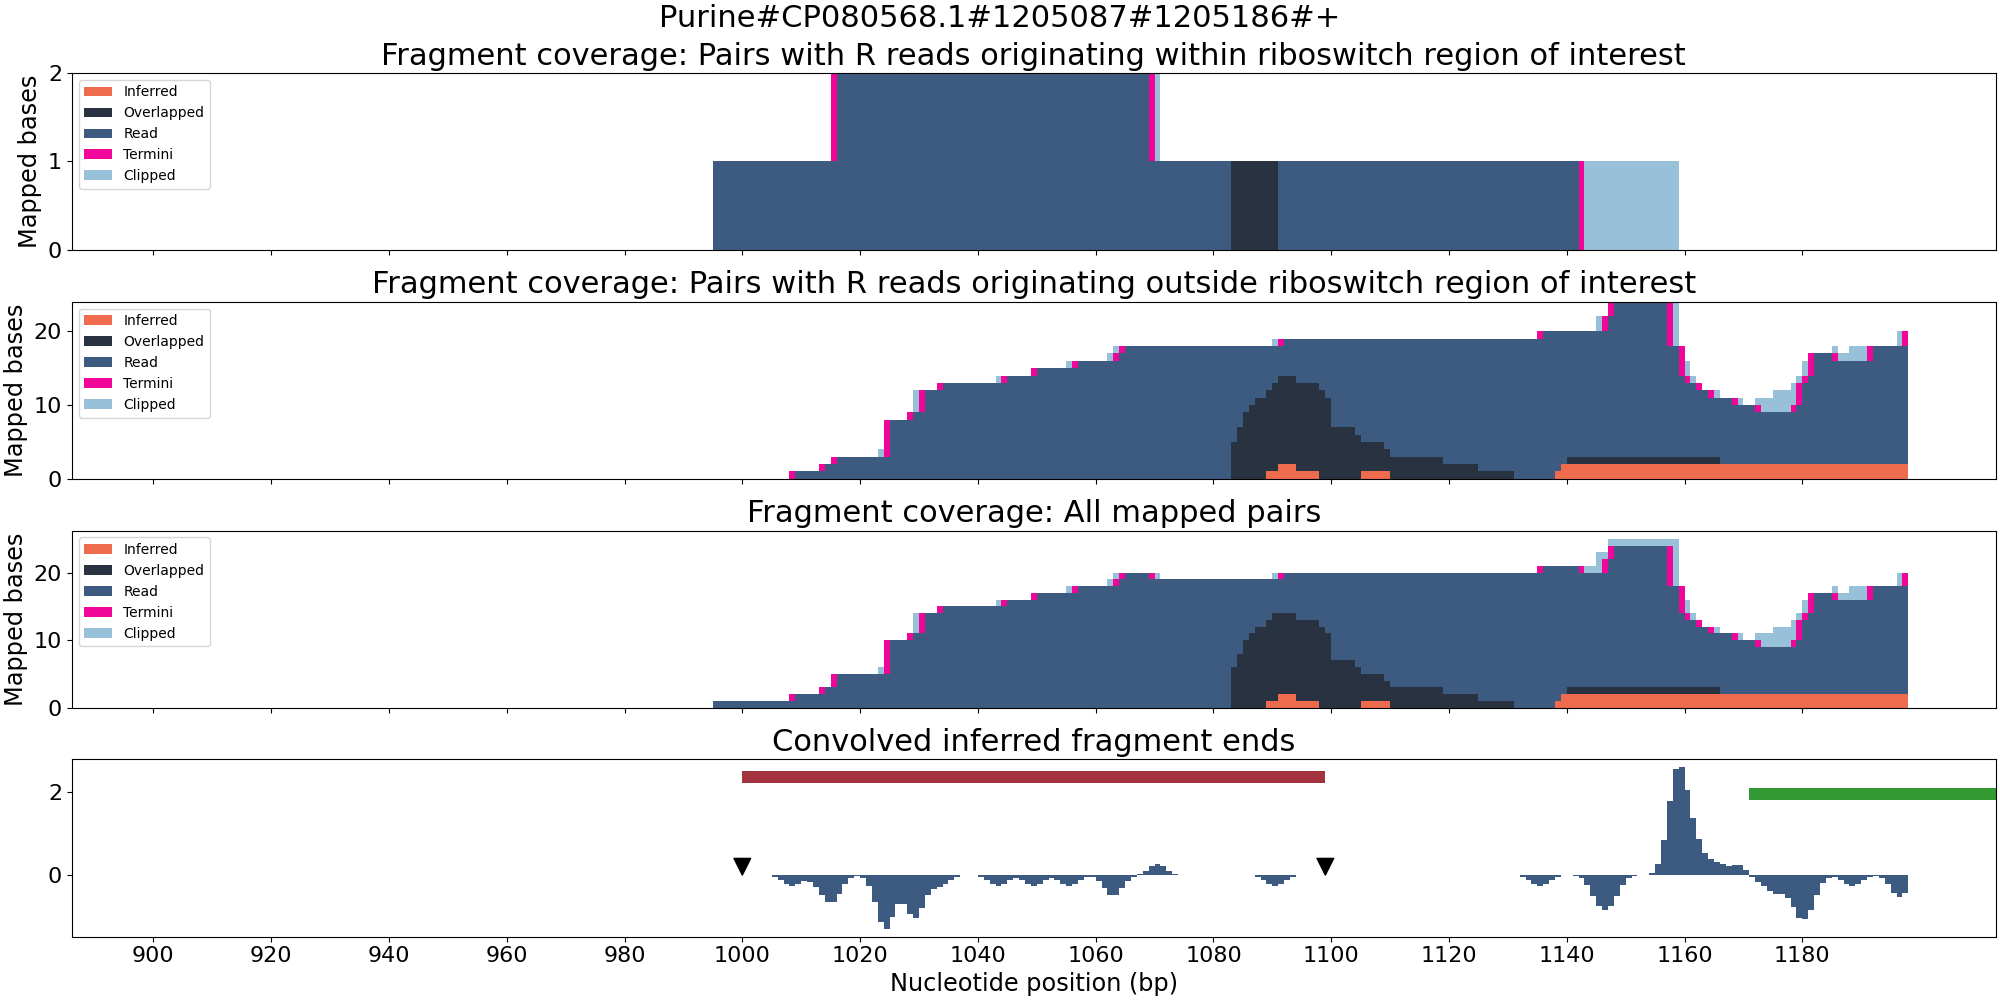 Purine#CP080568.1#1205087#1205186#+
Fragment coverage: Pairs with R reads originating within riboswitch region of interest
Mapped bases
2
1
0
Inferred
Overlapped
Read
Termini
Clipped
Fragment coverage: Pairs with R reads originating outside riboswitch region of interest
Mapped bases
20
10
0
Inferred
Overlapped
Read
Termini
Clipped
Fragment coverage: All mapped pairs
Mapped bases
20
10
0
Inferred
Overlapped
Read
Termini
Clipped
Convolved inferred fragment ends
2
0
900 920 940 960 980 1000 1020 1040 1060 1080 1100 1120 1140 1160 1180
Nucleotide position (bp)